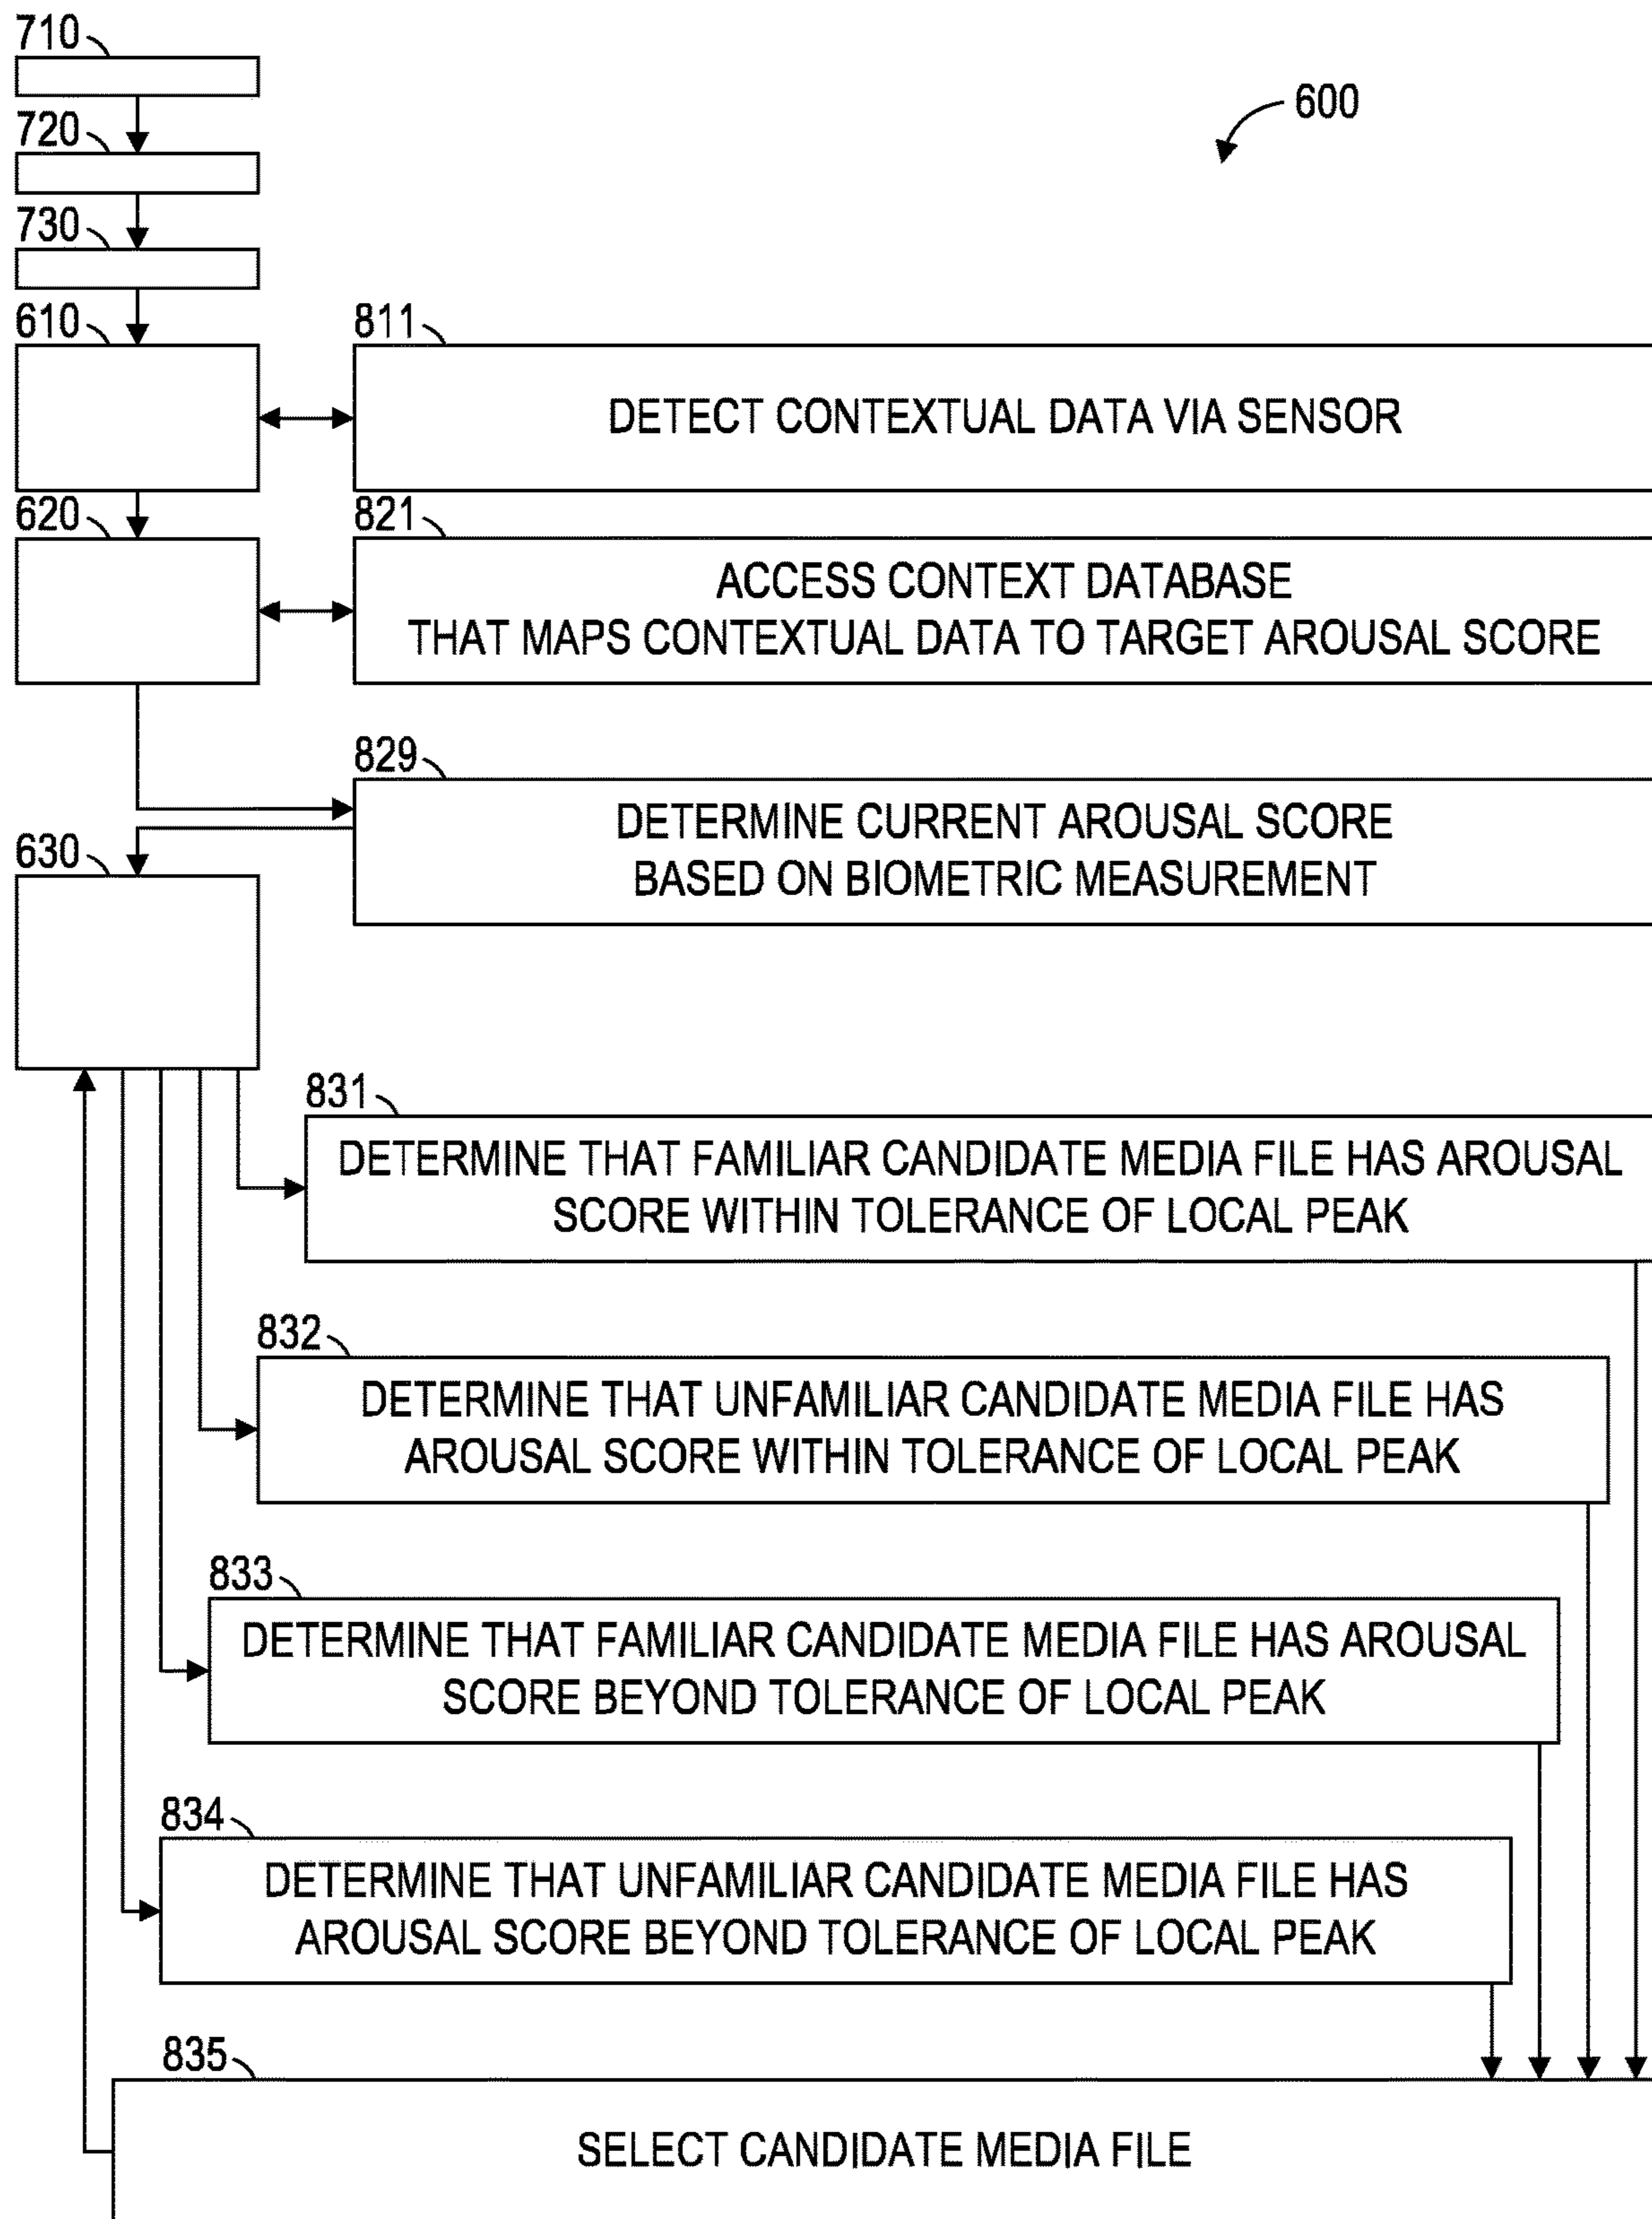 710
600
720
730
610
811
DETECT CONTEXTUAL DATA VIA SENSOR
620
821
ACCESS CONTEXT DATABASE
THAT MAPS CONTEXTUAL DATA TO TARGET AROUSAL SCORE
829
DETERMINE CURRENT AROUSAL SCORE
BASED ON BIOMETRIC MEASUREMENT
630
831
DETERMINE THAT FAMILIAR CANDIDATE MEDIA FILE HAS AROUSAL
SCORE WITHIN TOLERANCE OF LOCAL PEAK
832
DETERMINE THAT UNFAMILIAR CANDIDATE MEDIA FILE HAS
AROUSAL SCORE WITHIN TOLERANCE OF LOCAL PEAK
833
DETERMINE THAT FAMILIAR CANDIDATE MEDIA FILE HAS AROUSAL
SCORE BEYOND TOLERANCE OF LOCAL PEAK
834
DETERMINE THAT UNFAMILIAR CANDIDATE MEDIA FILE HAS
AROUSAL SCORE BEYOND TOLERANCE OF LOCAL PEAK
835
SELECT CANDIDATE MEDIA FILE